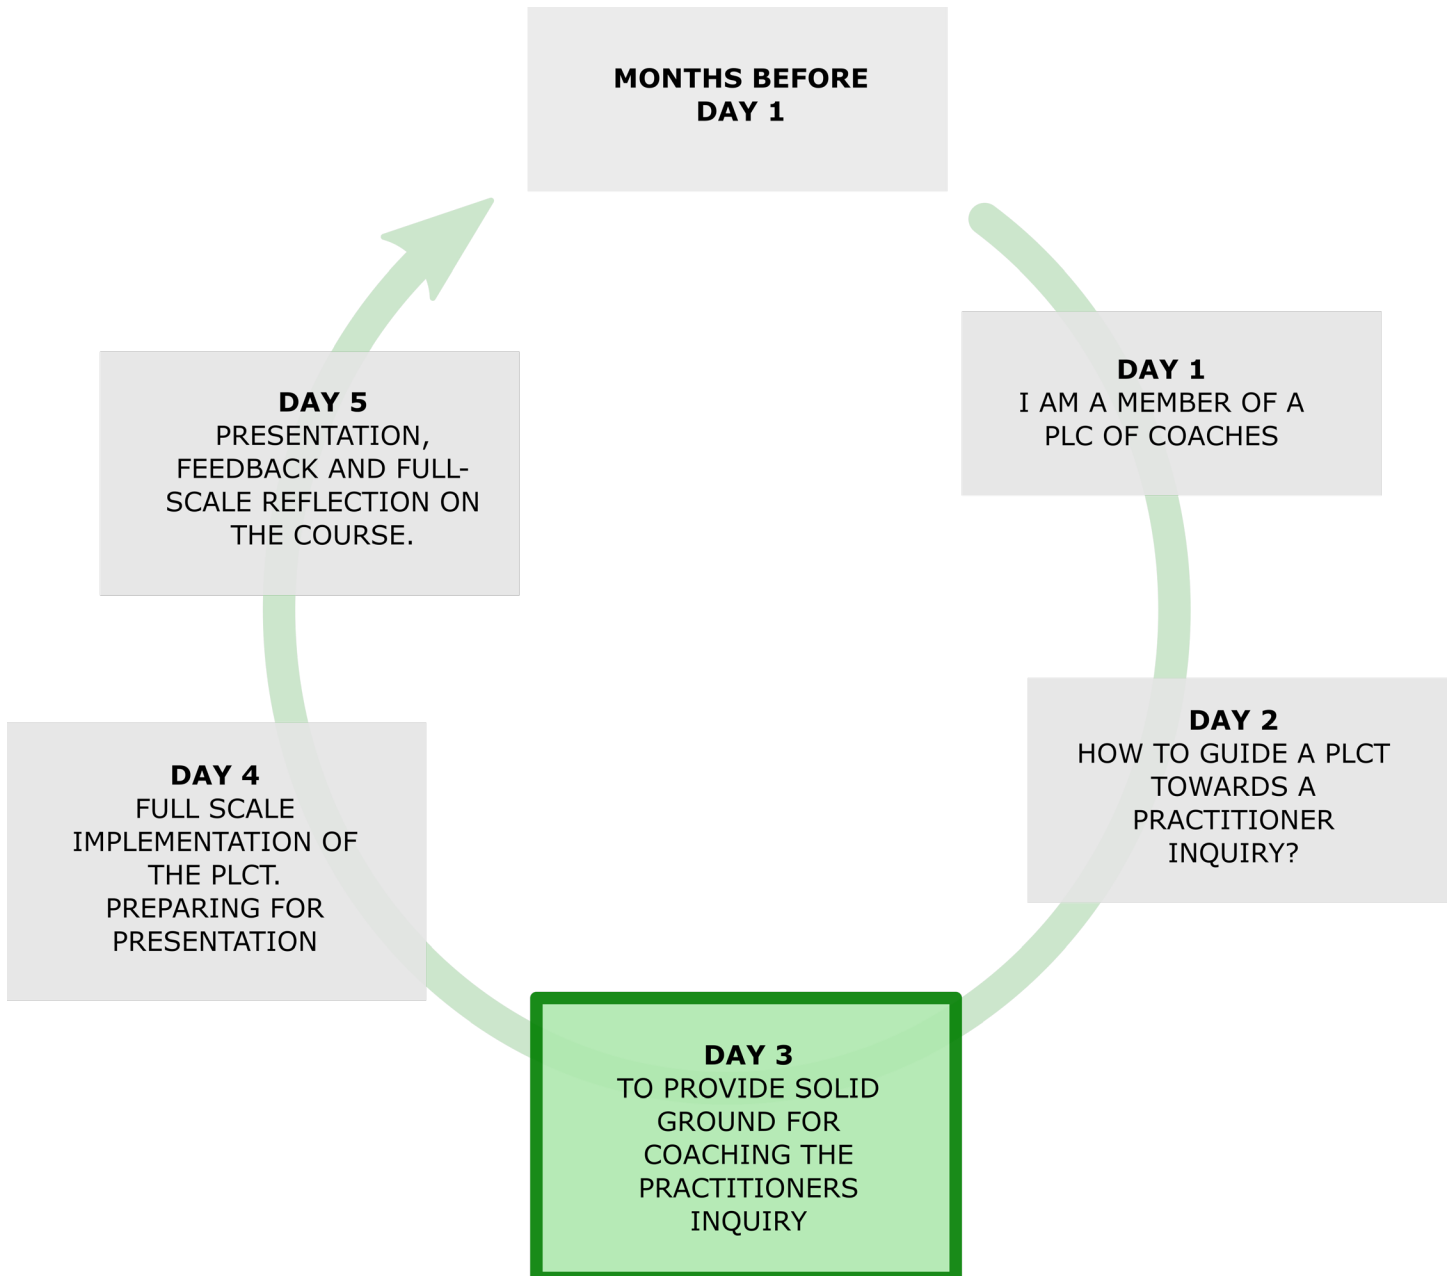 MONTHS BEFORE
DAY 1
DAY 1
I AM A MEMBER OF A
PLC OF COACHES
DAY 2
HOW TO GUIDE A PLCT
TOWARDS A
PRACTITIONER
INQUIRY?
DAY 3
TO PROVIDE SOLID
GROUND FOR
COACHING THE
PRACTITIONERS
INQUIRY
DAY 4
FULL SCALE
IMPLEMENTATION OF
THE PLCT.
PREPARING FOR
PRESENTATION
DAY 5
PRESENTATION,
FEEDBACK AND FULL-
SCALE REFLECTION ON
THE COURSE.